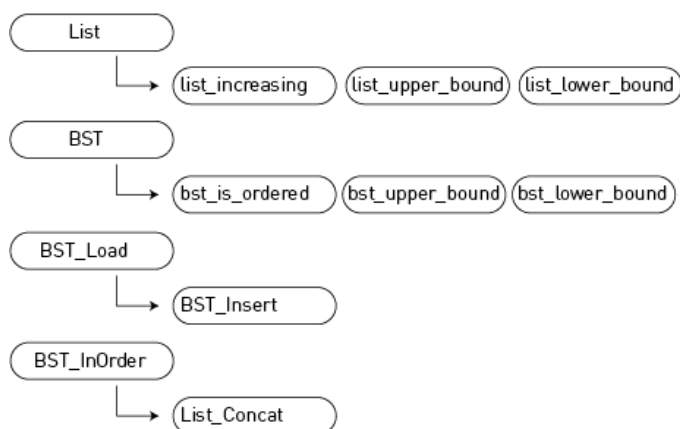 List
list_increasing list_upper_bound list_lower_bound
BST
bst_is_ordered bst_upper_bound bst_lower_bound
BST_Load
BST_Insert
BST_InOrder
List_Concat